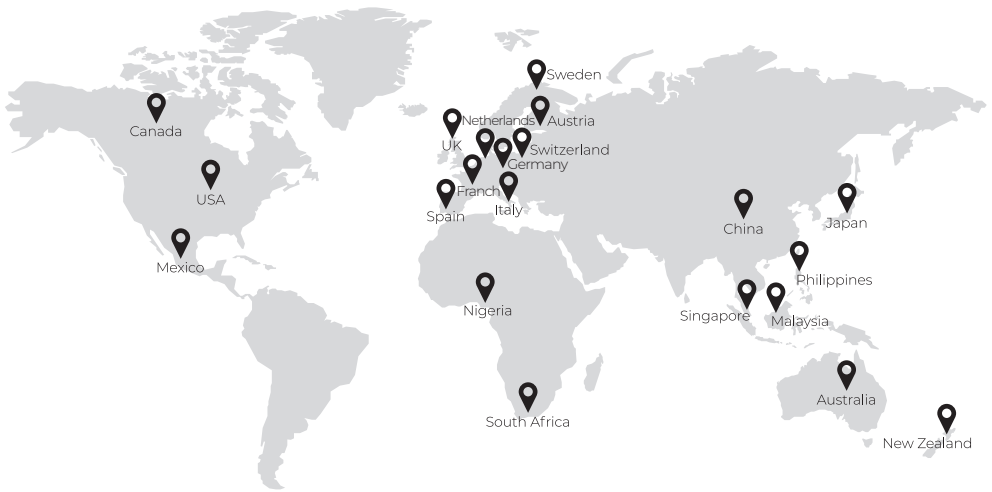 Sweden
Canada
Netherlands
Austria
UK
Switzerland
Germany
USA
Franch
Italy
Spain
China
Japan
Mexico
Philippines
Nigeria
Singapore
Malaysia
Australia
South Africa
New Zealand